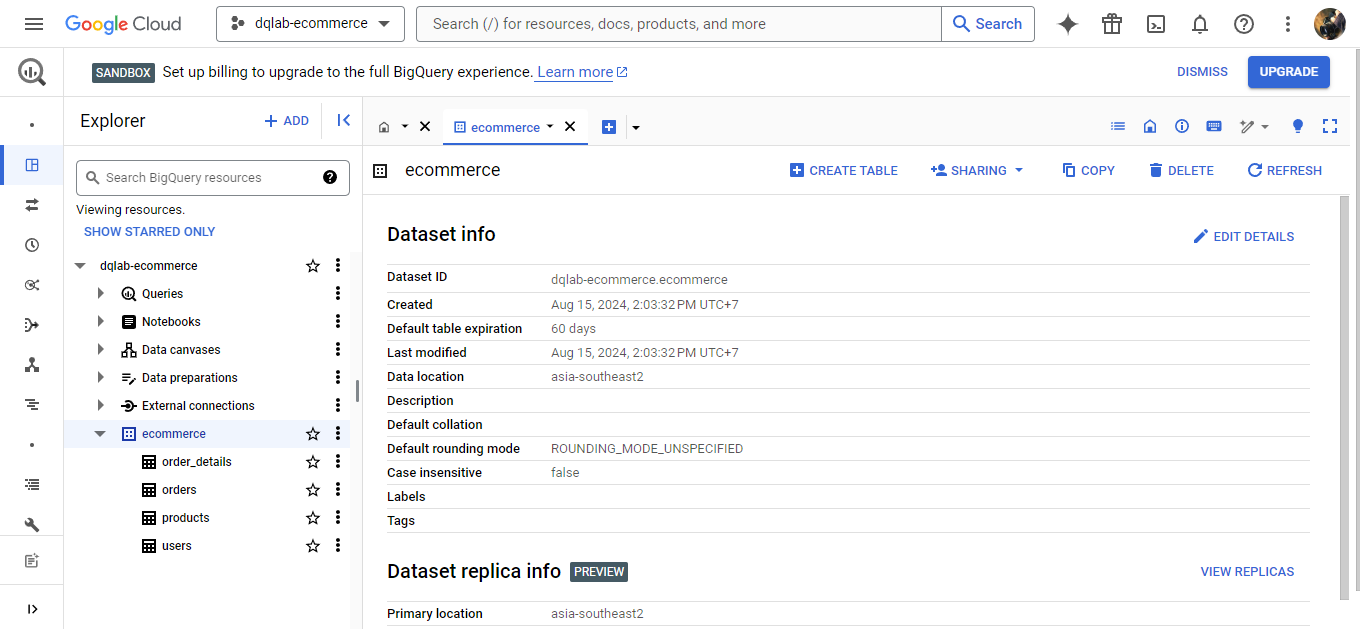 Google Cloud
dqlab-ecommerce
Search (/) for resources, docs, products, and more
Search
SANDBOX Set up billing to upgrade to the full BigQuery experience. Learn more
DISMISS
UPGRADE
Explorer
+ ADD
ecommerce
Search BigQuery resources
Viewing resources.
SHOW STARRED ONLY
dqlab-ecommerce
Queries
Notebooks
Data canvases
Data preparations
External connections
ecommerce
order_details
orders
products
users
ecommerce
CREATE TABLE
SHARING
COPY
DELETE
REFRESH
Dataset info
EDIT DETAILS
Dataset ID dqlab-ecommerce.ecommerce
Created Aug 15, 2024, 2:03:32 PM UTC+7
Default table expiration 60 days
Last modified Aug 15, 2024, 2:03:32 PM UTC+7
Data location asia-southeast2
Description
Default collation
Default rounding mode ROUNDING_MODE_UNSPECIFIED
Case insensitive false
Labels
Tags
Dataset replica info PREVIEW
VIEW REPLICAS
Primary location asia-southeast2